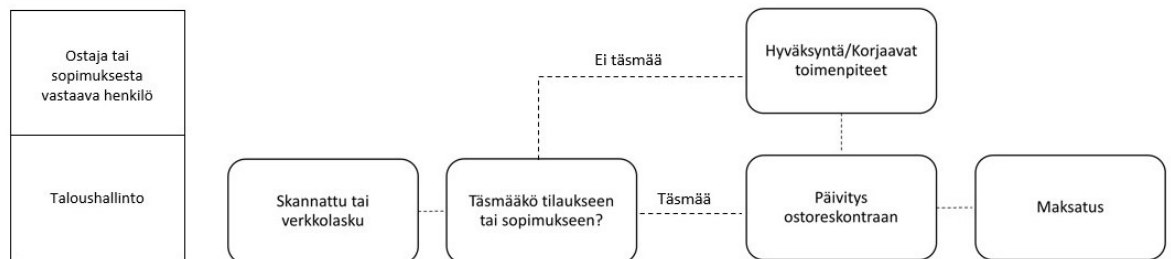 Ostaja tai
sopimuksesta
vastaava henkilö
Ei täsmää
Hyväksyntä/Korjaavat
toimenpiteet
Taloushallinto
Skannattu tai
verkkolasku
Täsmääkö tilaukseen
tai sopimukseen?
Täsmää
Päivitys
ostoreskontraan
Maksatus